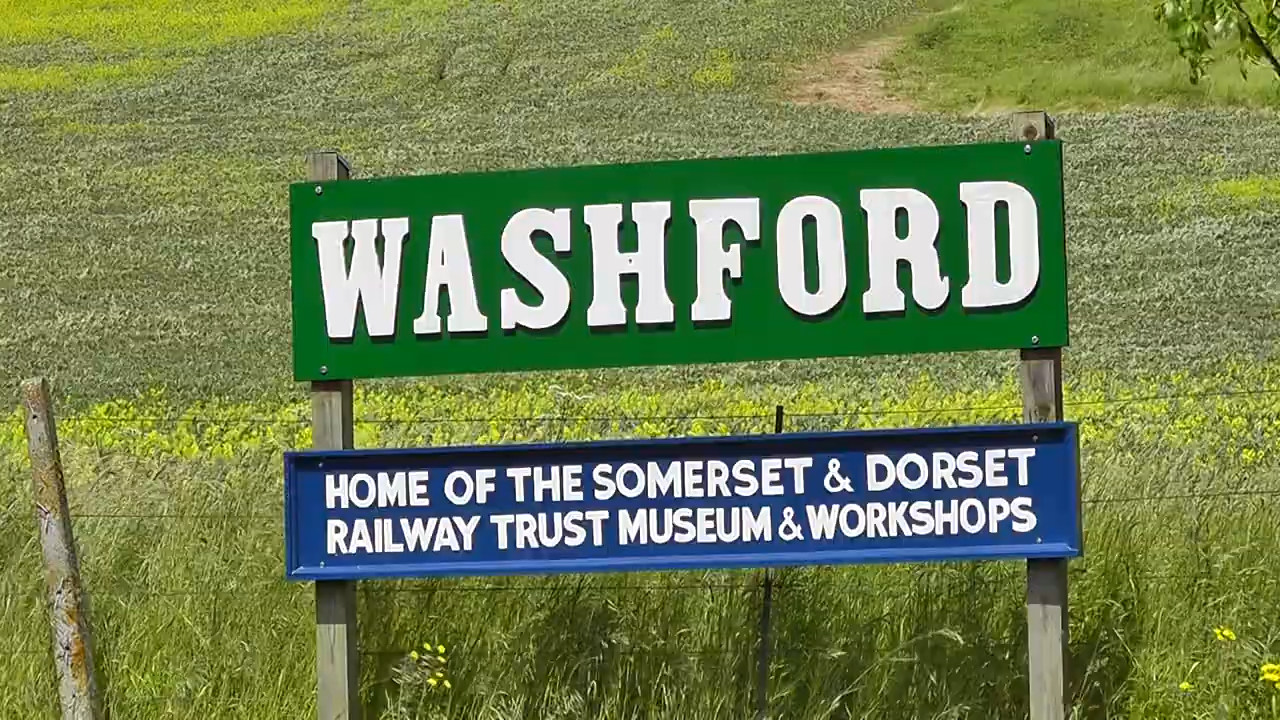 WASHFORD
HOME OF THE SOMERSET & DORSET
RAILWAY TRUST MUSEUM & WORKSHOPS